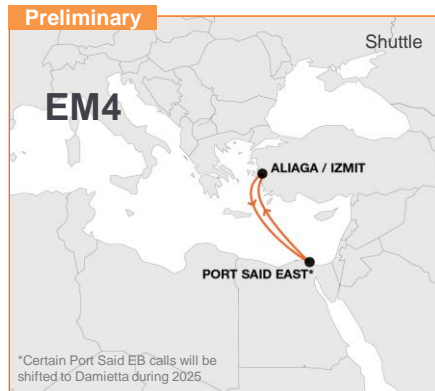 Preliminary
Shuttle
EM4
ALIAGA / IZMIT
PORT SAID EAST*
*Certain Port Said EB calls will be
shifted to Damietta during 2025